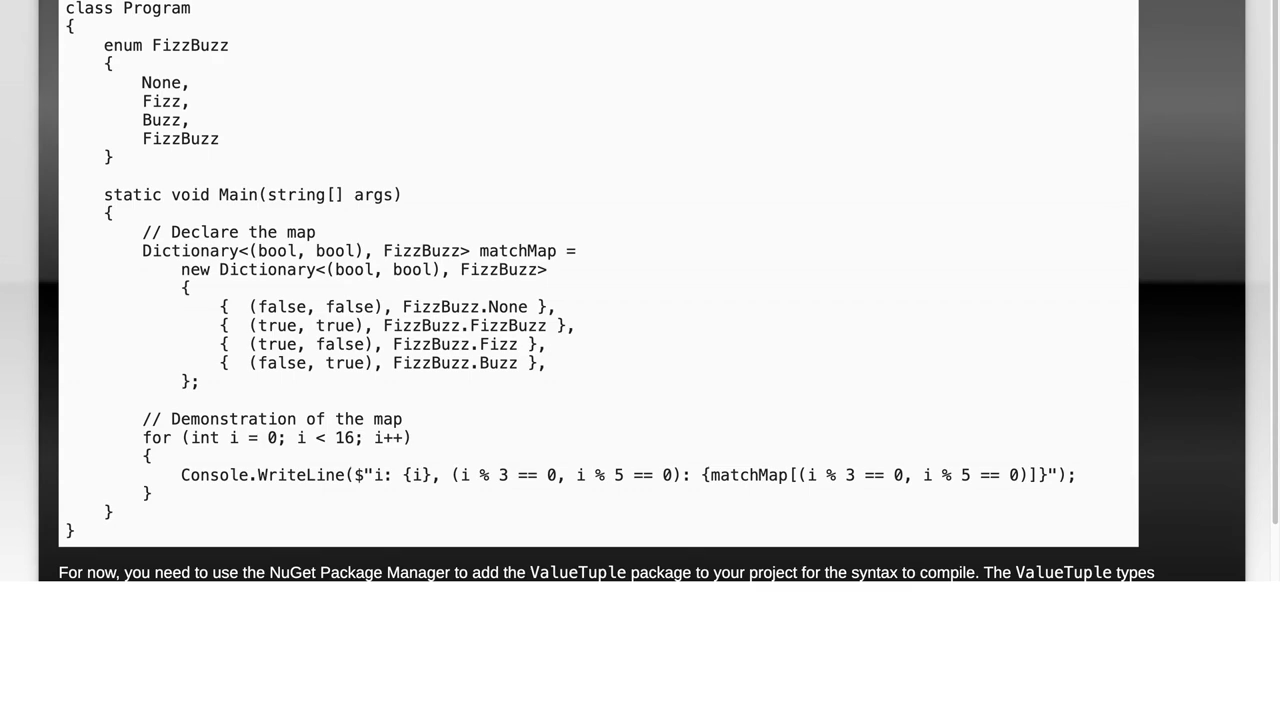 class Program
{
    enum FizzBuzz
    {
        None,
        Fizz,
        Buzz,
        FizzBuzz
    }

    static void Main(string[] args)
    {
        // Declare the map
        Dictionary<(bool, bool), FizzBuzz> matchMap =
            new Dictionary<(bool, bool), FizzBuzz>
            {
                {  (false, false), FizzBuzz.None },
                {  (true, true), FizzBuzz.FizzBuzz },
                {  (true, false), FizzBuzz.Fizz },
                {  (false, true), FizzBuzz.Buzz },
            };

        // Demonstration of the map
        for (int i = 0; i < 16; i++)
        {
            Console.WriteLine($"i: {i}, (i % 3 == 0, i % 5 == 0): {matchMap[(i % 3 == 0, i % 5 == 0)]}");
        }
    }
}
For now, you need to use the NuGet Package Manager to add the ValueTuple package to your project for the syntax to compile. The ValueTuple types